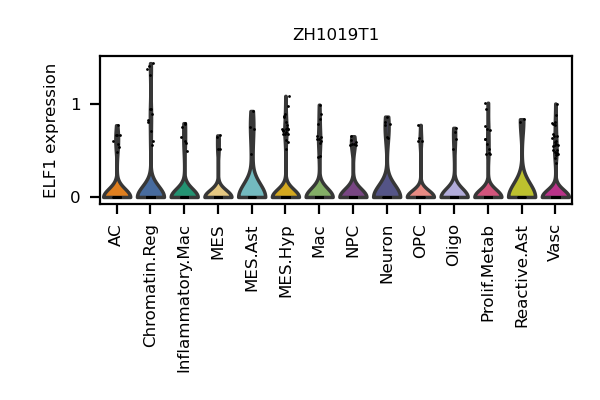 ZH1019T1
ELF1 expression
1
0
AC
Chromatin.Reg
Inflammatory.Mac
MES
MES.Ast
MES.Hyp
Mac
NPC
Neuron
OPC
Oligo
Prolif.Metab
Reactive.Ast
Vasc